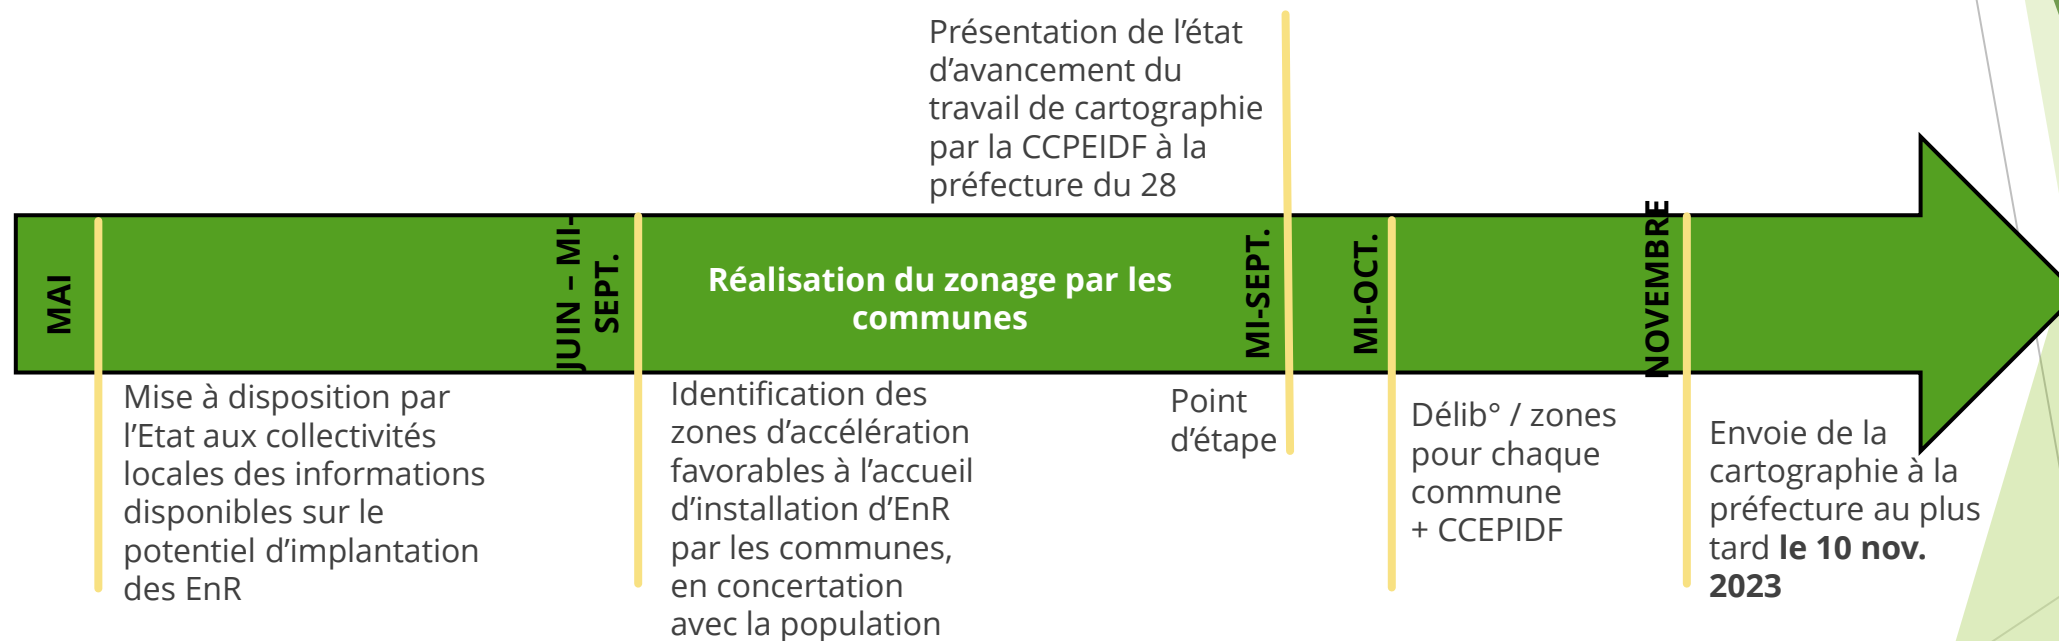 MAI
Mise à disposition par
l’Etat aux collectivités
locales des informations
disponibles sur le
potentiel d’implantation
des EnR
JUIN – MI-
SEPT.
Identification des
zones d’accélération
favorables à l’accueil
d’installation d’EnR
par les communes,
en concertation
avec la population
Réalisation du zonage par les
communes
Présentation de l’état
d’avancement du
travail de cartographie
par la CCPEIDF à la
préfecture du 28
MI-SEPT.
Point
d’étape
MI-OCT.
Délib° / zones
pour chaque
commune
+ CCEPIDF
NOVEMBRE
Envoie de la
cartographie à la
préfecture au plus
tard le 10 nov.
2023